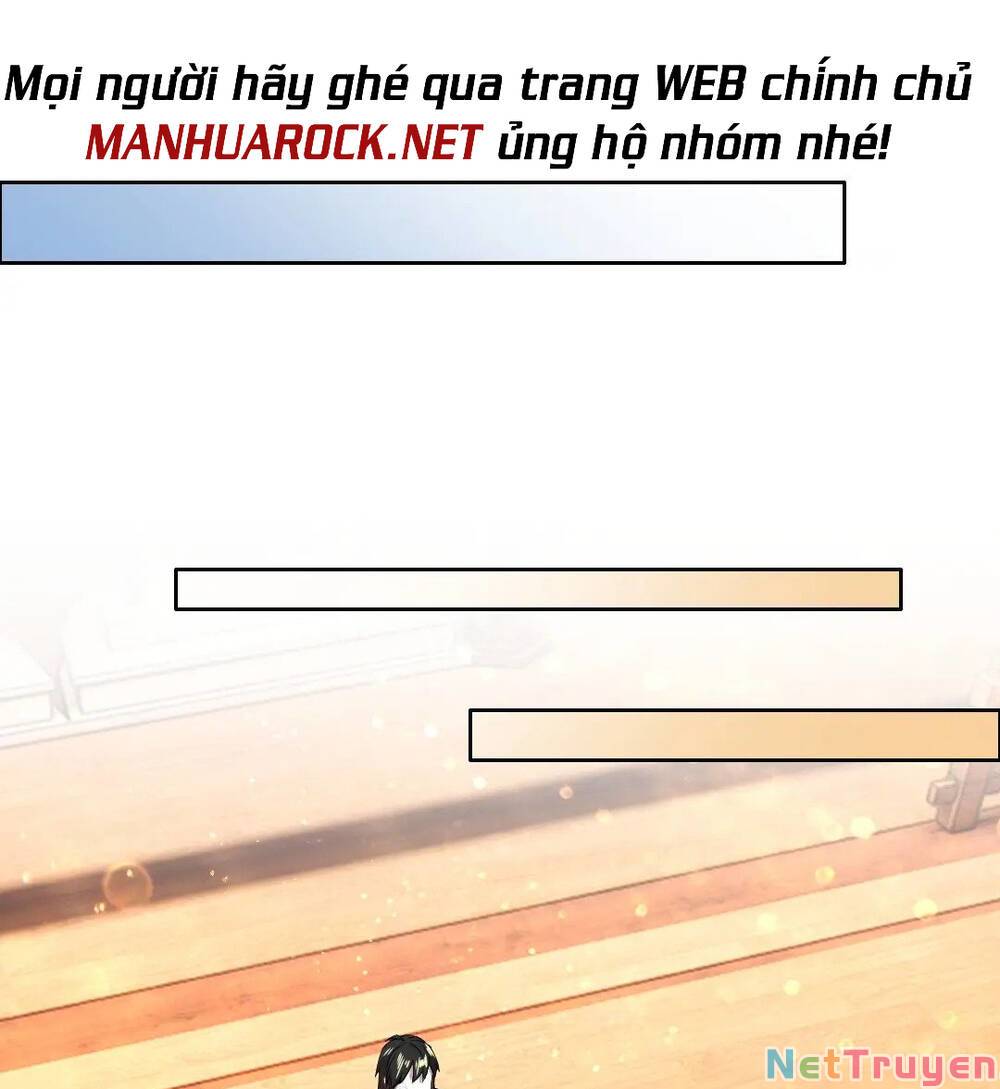 Mọi người hãy ghé qua trang WEB chính chủ
MANHUAROCK.NET ủng hộ nhóm nhé!
NetTruyen